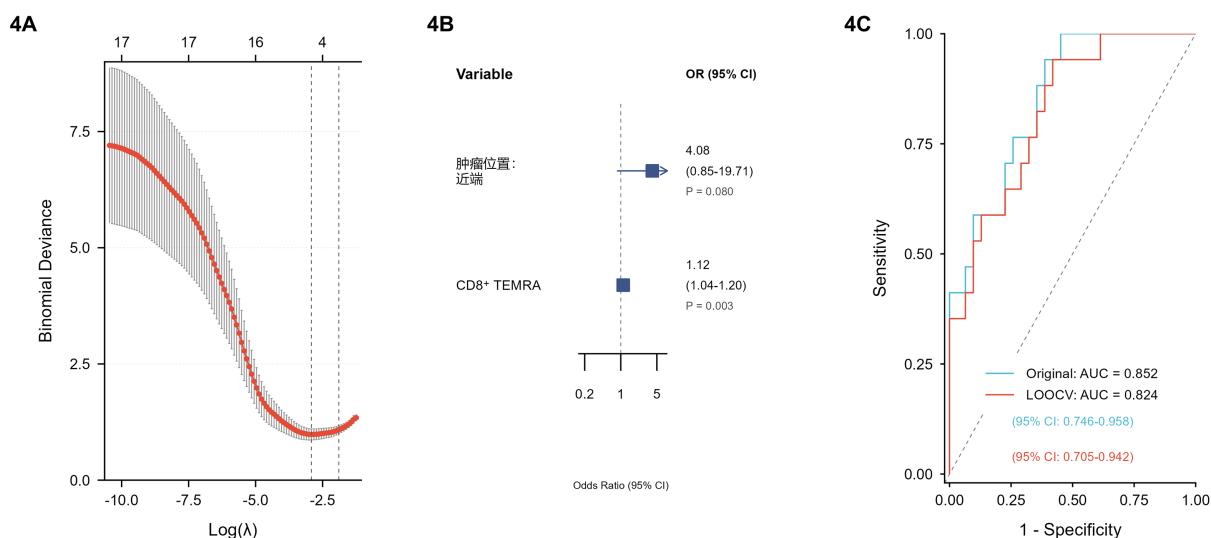 4A
17 17 16 4
Binomial Deviance
7.5
5.0
2.5
0.0
-10.0 -7.5 -5.0 -2.5
Log(λ)
4B
Variable OR (95% CI)
肿瘤位置:
近端
4.08
(0.85-19.71)
P = 0.080
CD8⁺ TEMRA
1.12
(1.04-1.20)
P = 0.003
0.2 1 5
Odds Ratio (95% CI)
4C
Sensitivity
1.00
0.75
0.50
0.25
0.00
Original: AUC = 0.852
LOOCV: AUC = 0.824
(95% CI: 0.746-0.958)
(95% CI: 0.705-0.942)
0.00 0.25 0.50 0.75 1.00
1 - Specificity